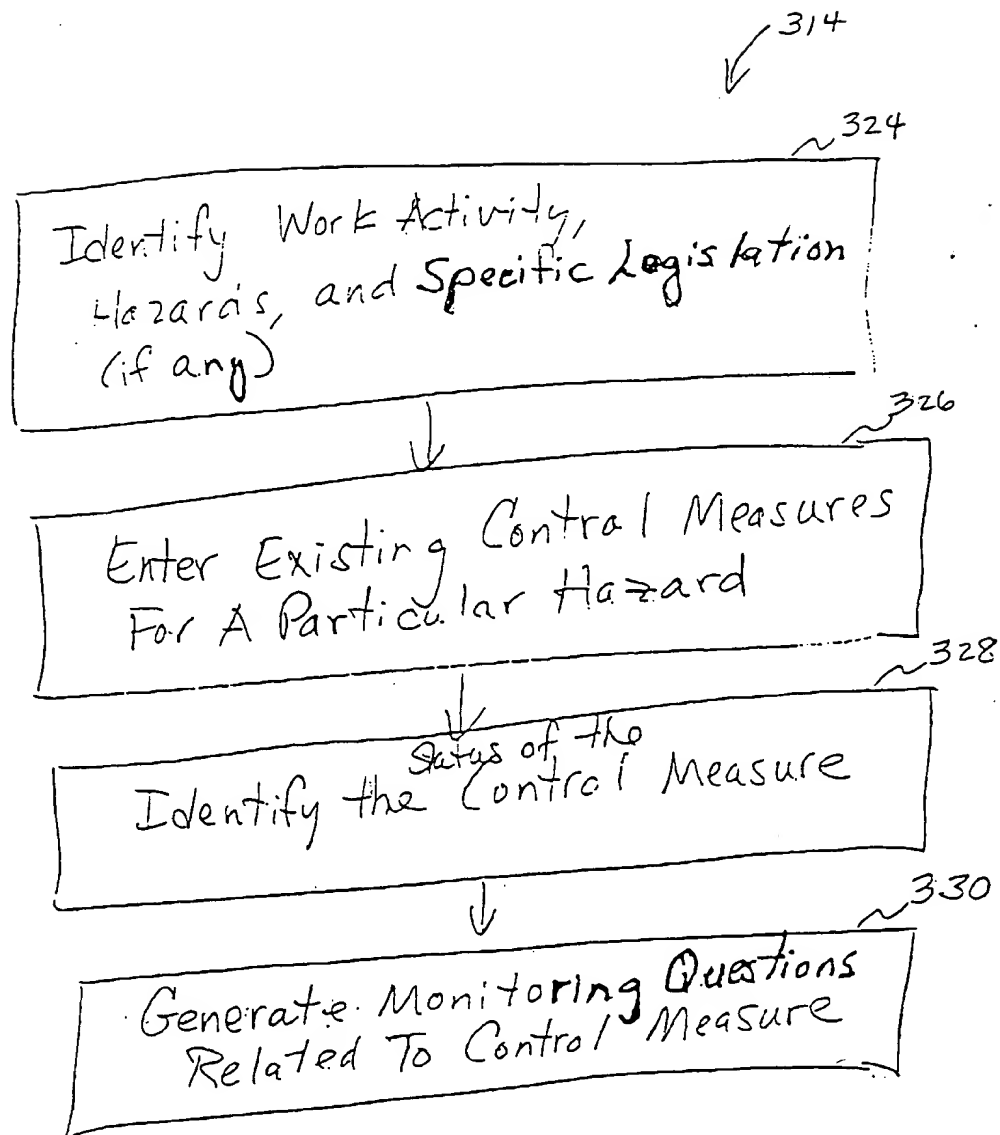 314
324
Identify Work Activity,
Hazards, and Specific Legislation
(if any)
326
Enter Existing Control Measures
For A Particular Hazard
328
Status of the
Identify the Control Measure
330
Generate Monitoring Questions
Related To Control Measure